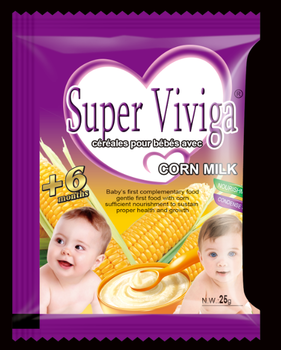 Super Viviga®
céréales pour bébés avec
CORN MILK
+6
months
Baby's first complementary food
gentle first food with corn
sufficient nourishment to sustain
proper health and growth
N.W. 25g